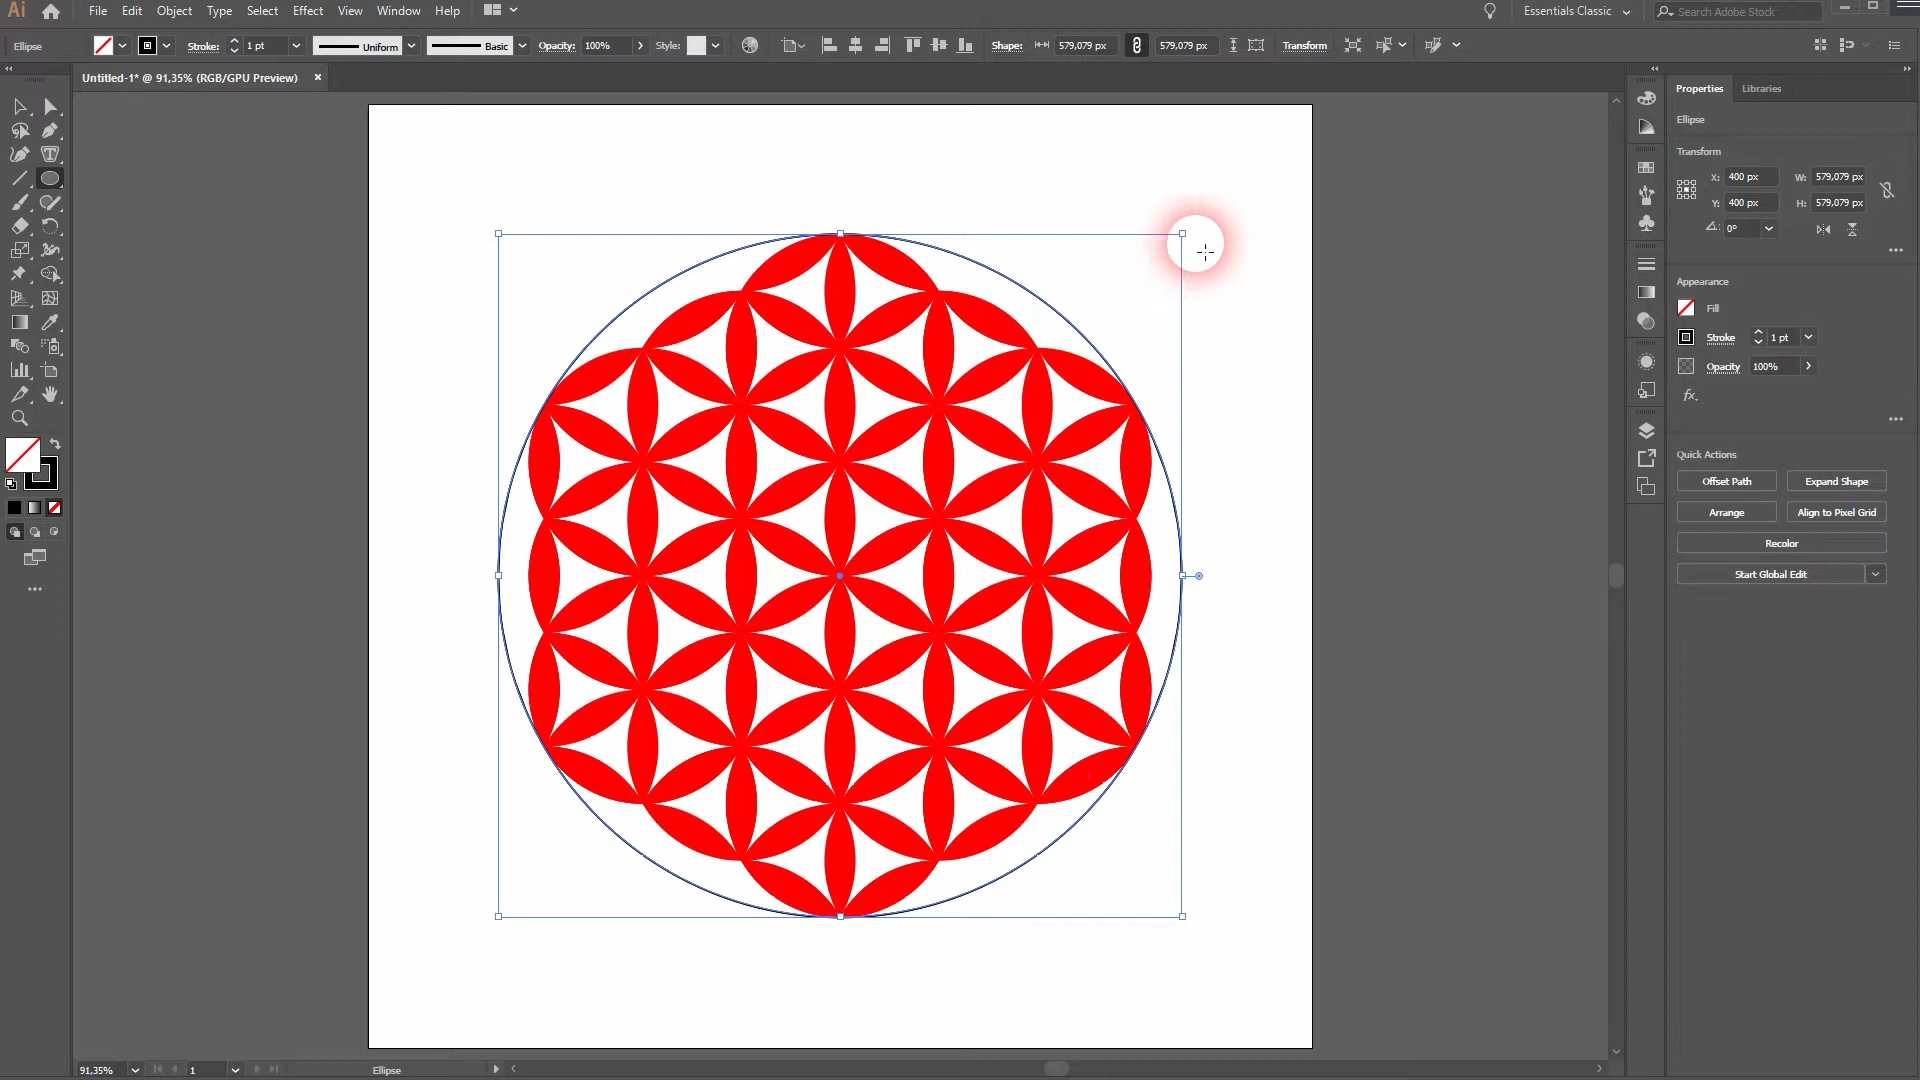 Ai File Edit Object Type Select Effect View Window Help Essentials Classic Search Adobe Stock
Ellipse Stroke: 1 pt Uniform Basic Opacity: 100% Style: Shape: 579,079 px 579,079 px Transform
Untitled-1* @ 91,35% (RGB/GPU Preview) ×
Properties Libraries
Ellipse
Transform
X: 400 px W: 579,079 px
Y: 400 px H: 579,079 px
0°
Appearance
Fill
Stroke 1 pt
Opacity 100%
fx.
Quick Actions
Offset Path Expand Shape
Arrange Align to Pixel Grid
Recolor
Start Global Edit
91,35% 1 Ellipse